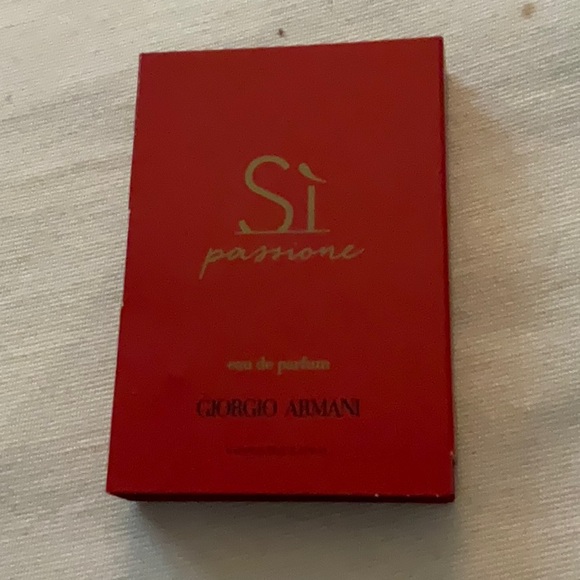 Sì
passione
eau de parfum
GIORGIO ARMANI